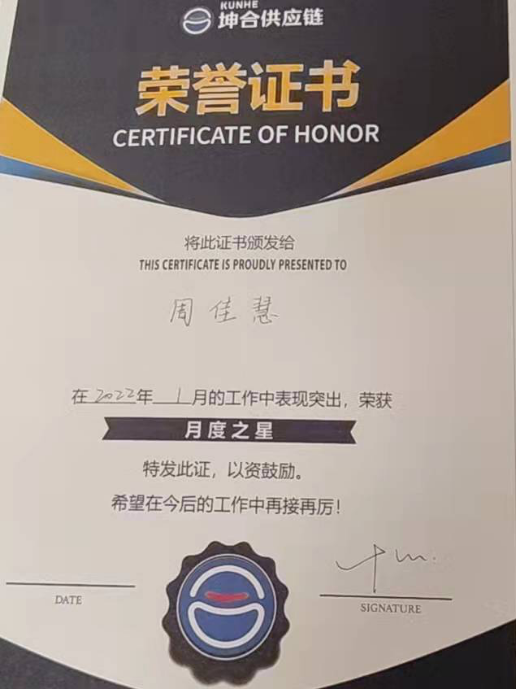 KUNHE
坤合供应链
荣誉证书
CERTIFICATE OF HONOR
将此证书颁发给
THIS CERTIFICATE IS PROUDLY PRESENTED TO
周佳慧
在2022年1月的工作中表现突出，荣获
月度之星
特发此证，以资鼓励。
希望在今后的工作中再接再厉！
DATE
SIGNATURE